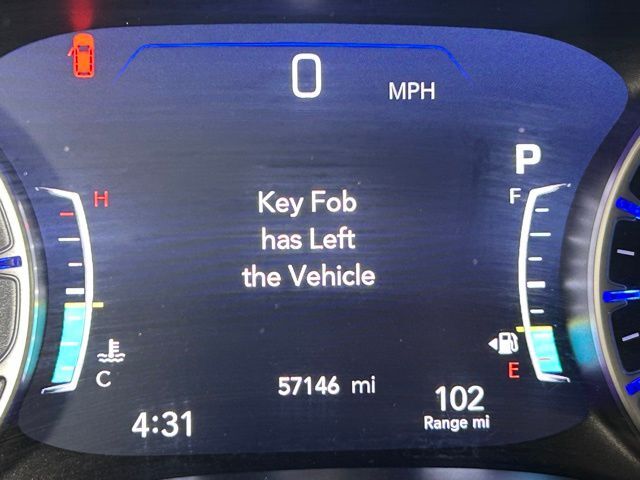 0 MPH
P
H F
Key Fob
has Left
the Vehicle
C E
57146 mi
102
4:31 Range mi